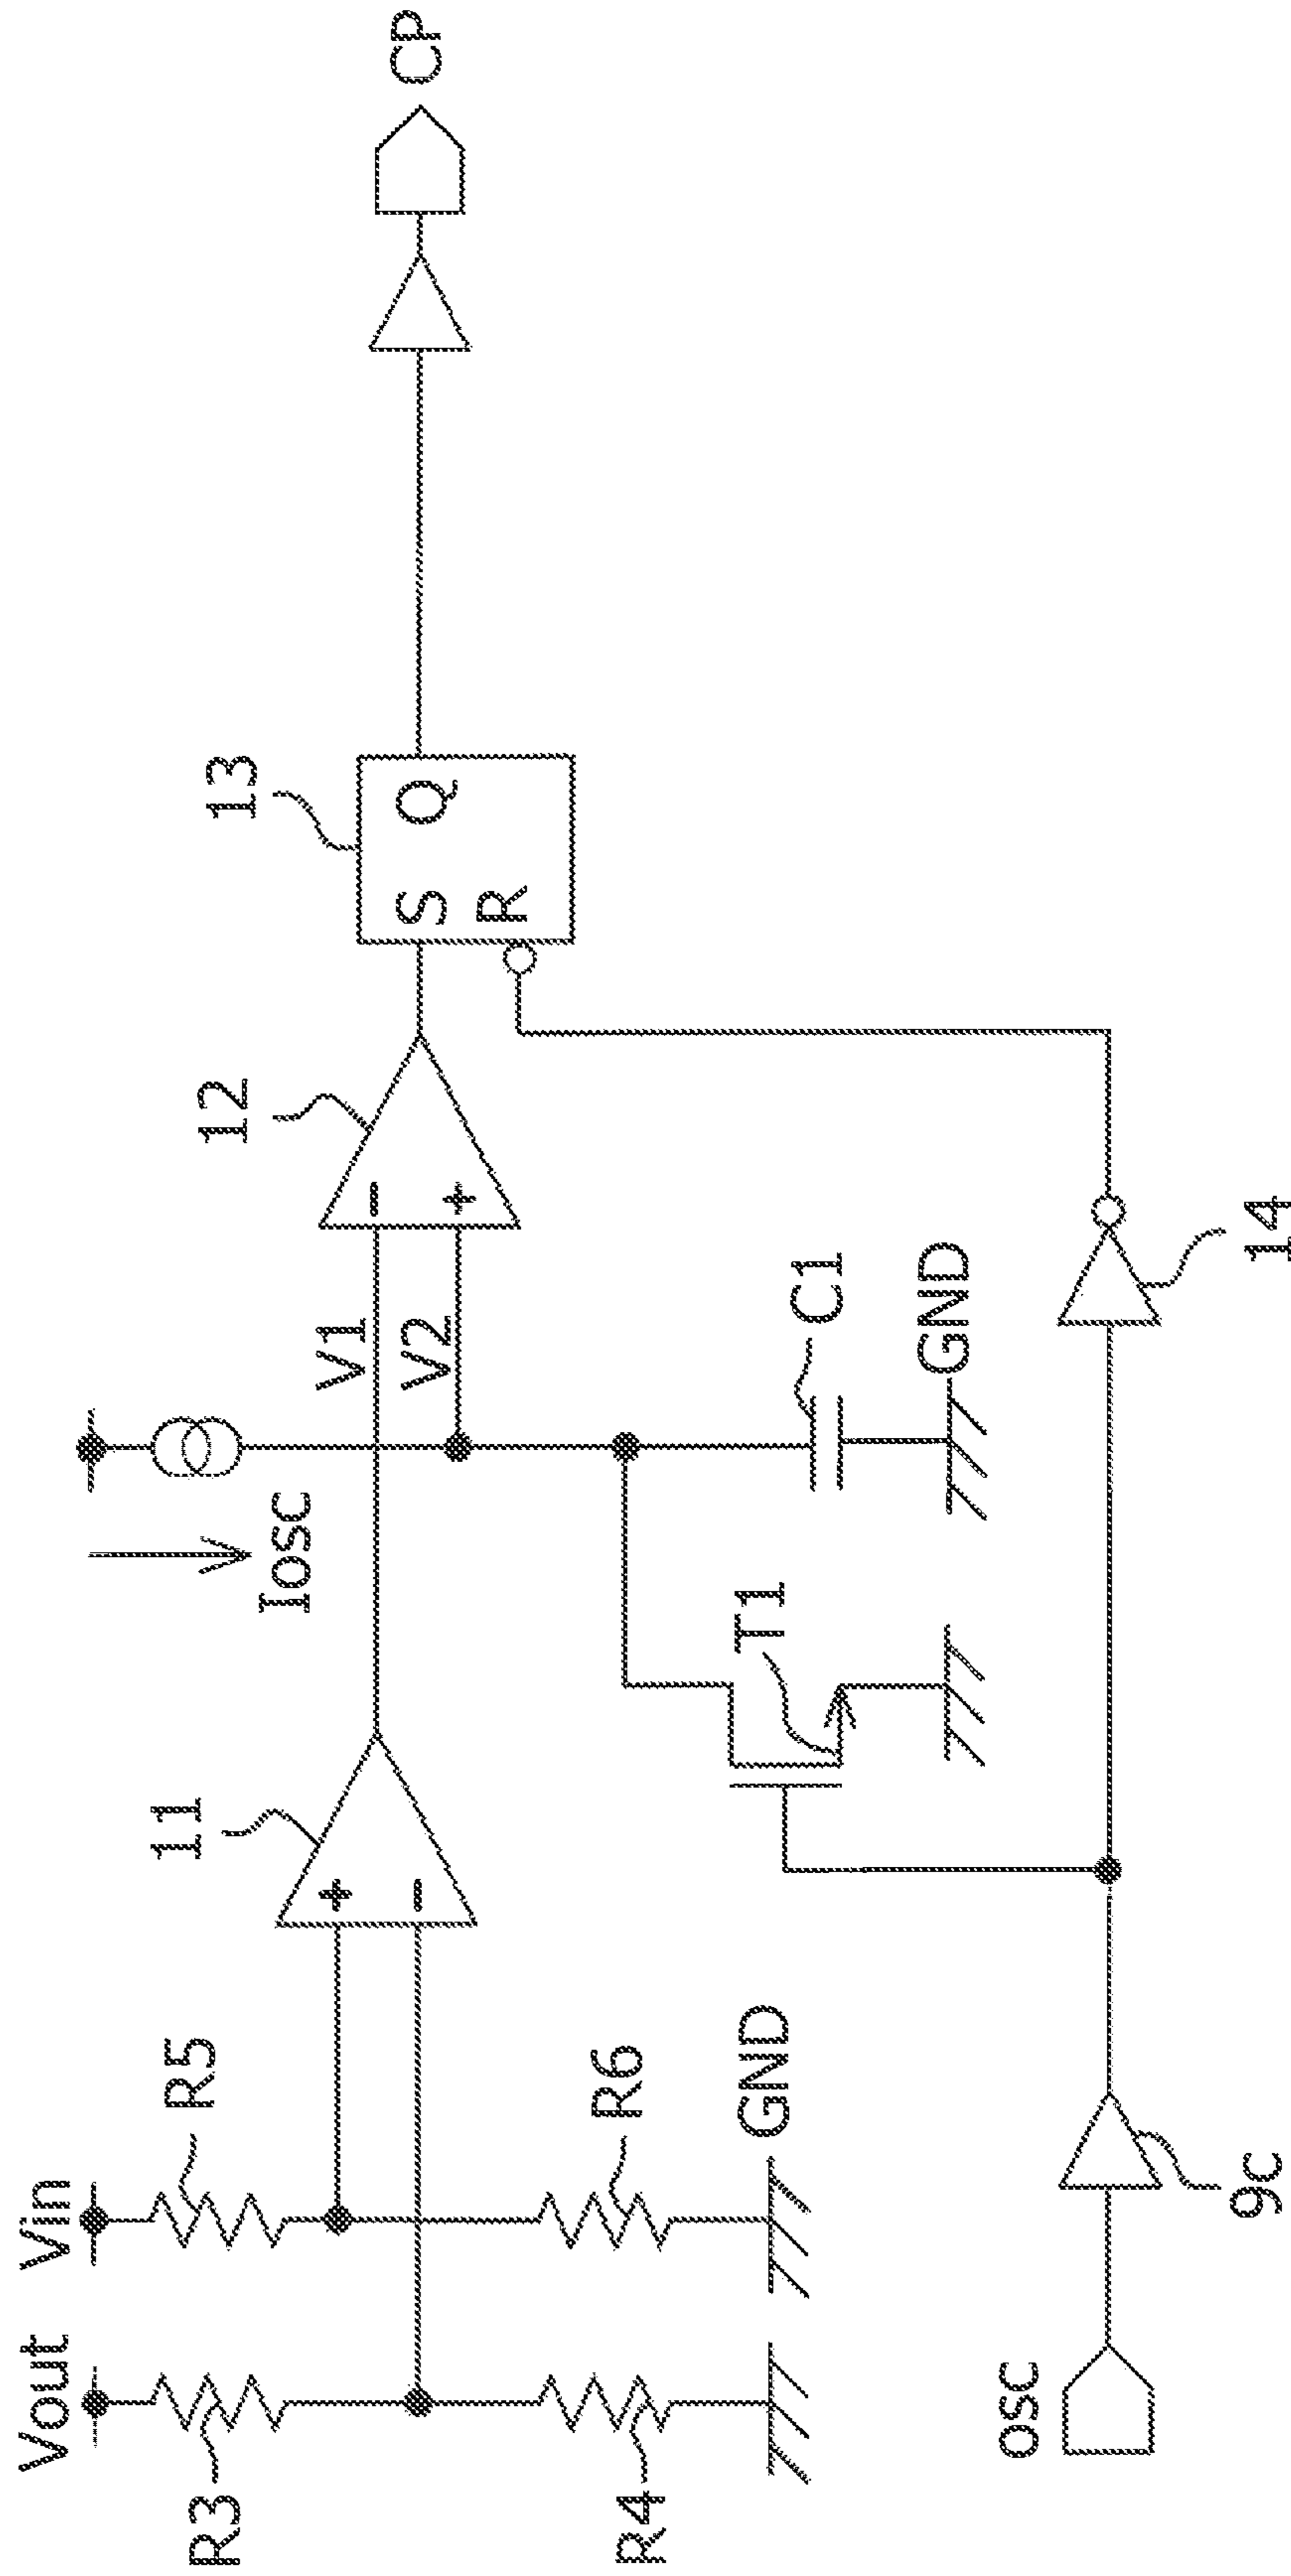 Vout
Vin
R3
R5
R4
R6
GND
11
+
−
Iosc
V1
V2
T1
C1
GND
12
−
+
13
S
Q
R
CP
osc
9c
14